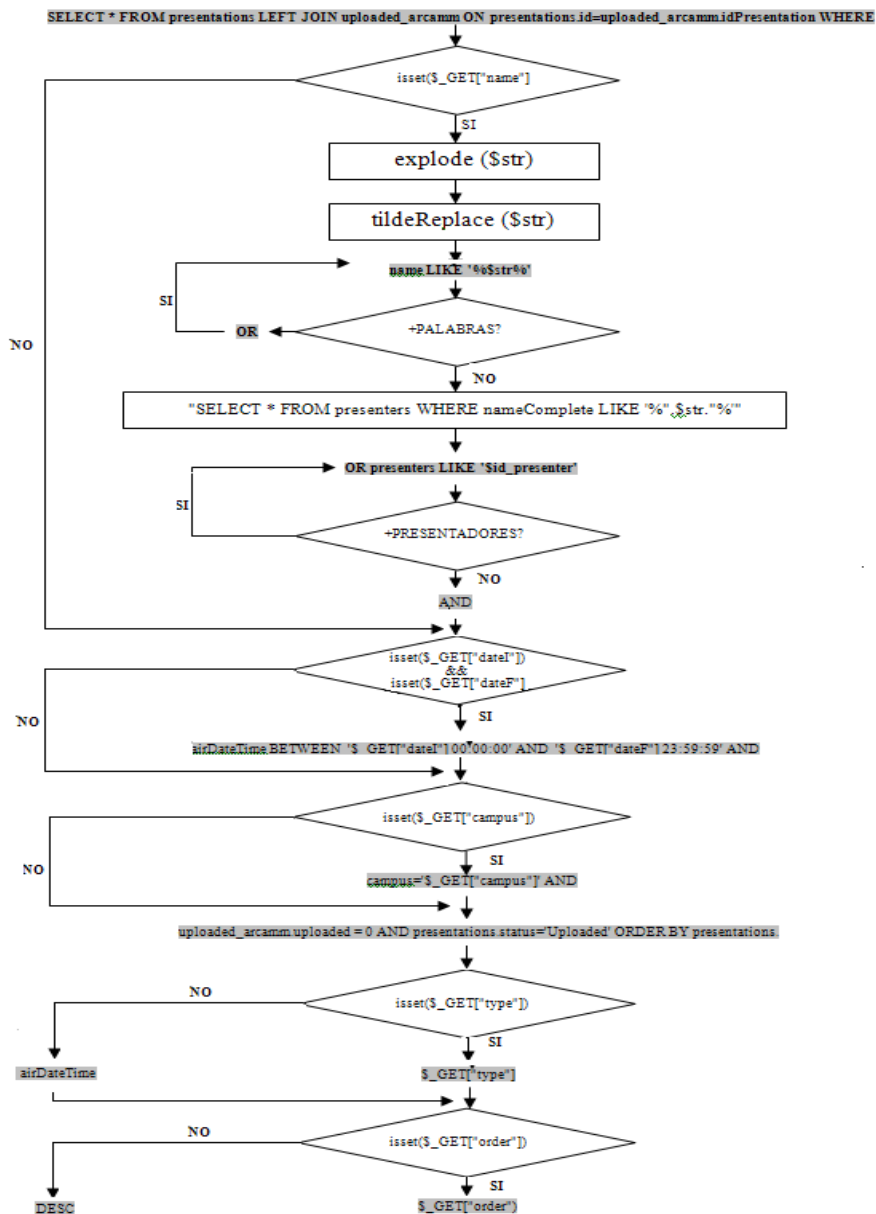 SELECT * FROM presentations LEFT JOIN uploaded_arcamm ON presentations.id=uploaded_arcamm.idPresentation WHERE
isset($_GET["name"]
SI
explode ($str)
tildeReplace ($str)
name LIKE '%$str%'
SI
OR
+PALABRAS?
NO
NO
"SELECT * FROM presenters WHERE nameComplete LIKE '%".$str."%'"
OR presenters LIKE '$id_presenter'
SI
+PRESENTADORES?
NO
AND
isset($_GET["dateI"])
&&
isset($_GET["dateF"]
SI
NO
airDateTime BETWEEN '$_GET["dateI"]00:00:00' AND '$_GET["dateF"]23:59:59' AND
isset($_GET["campus"])
SI
NO
campus='$_GET["campus"]' AND
uploaded_arcamm.uploaded = 0 AND presentations.status='Uploaded' ORDER BY presentations.
NO
isset($_GET["type"])
SI
airDateTime
$_GET["type"]
NO
isset($_GET["order"])
SI
DESC
$_GET["order")